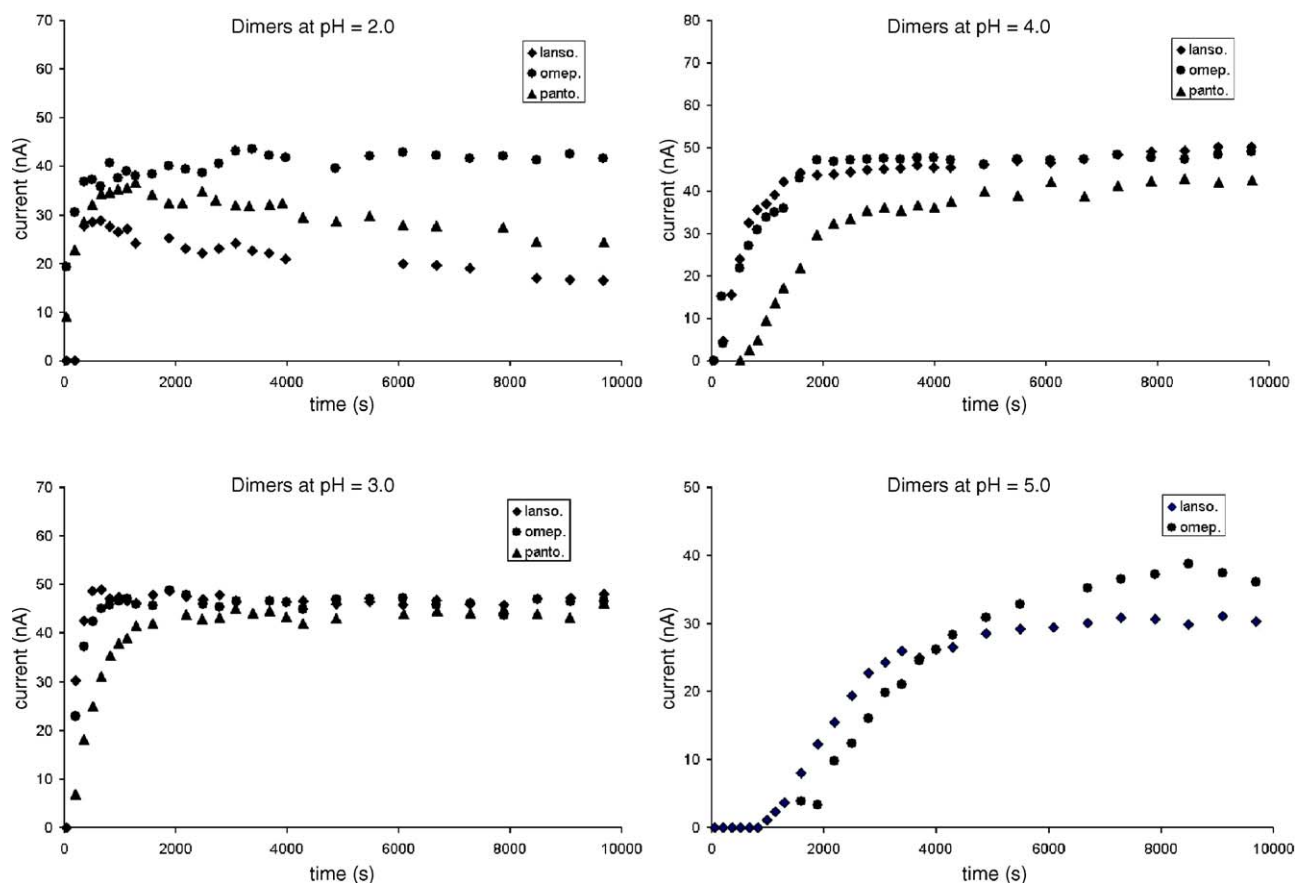 Dimers at pH = 2.0
70
60
50
40
30
20
10
0
current (nA)
lanso.
omep.
panto.
0 2000 4000 6000 8000 10000
time (s)
Dimers at pH = 4.0
70
60
50
40
30
20
10
0
current (nA)
lanso.
omep.
panto.
0 2000 4000 6000 8000 10000
time (s)
Dimers at pH = 3.0
70
60
50
40
30
20
10
0
current (nA)
lanso.
omep.
panto.
0 2000 4000 6000 8000 10000
time (s)
Dimers at pH = 5.0
50
40
30
20
10
0
current (nA)
lanso.
omep.
0 2000 4000 6000 8000 10000
time (s)